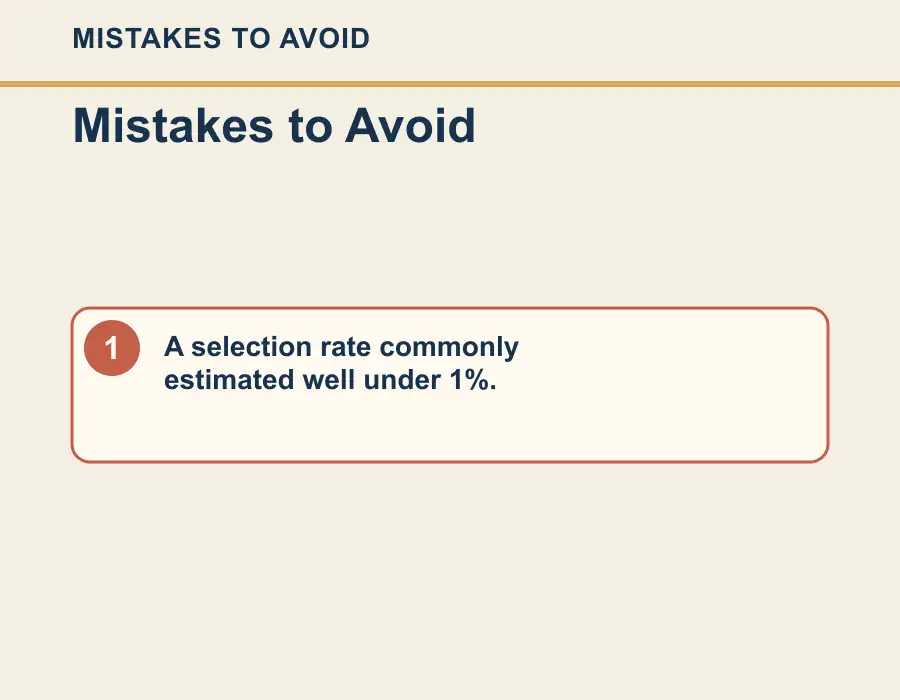 MISTAKES TO AVOID
Mistakes to Avoid
1
A selection rate commonly
estimated well under 1%.